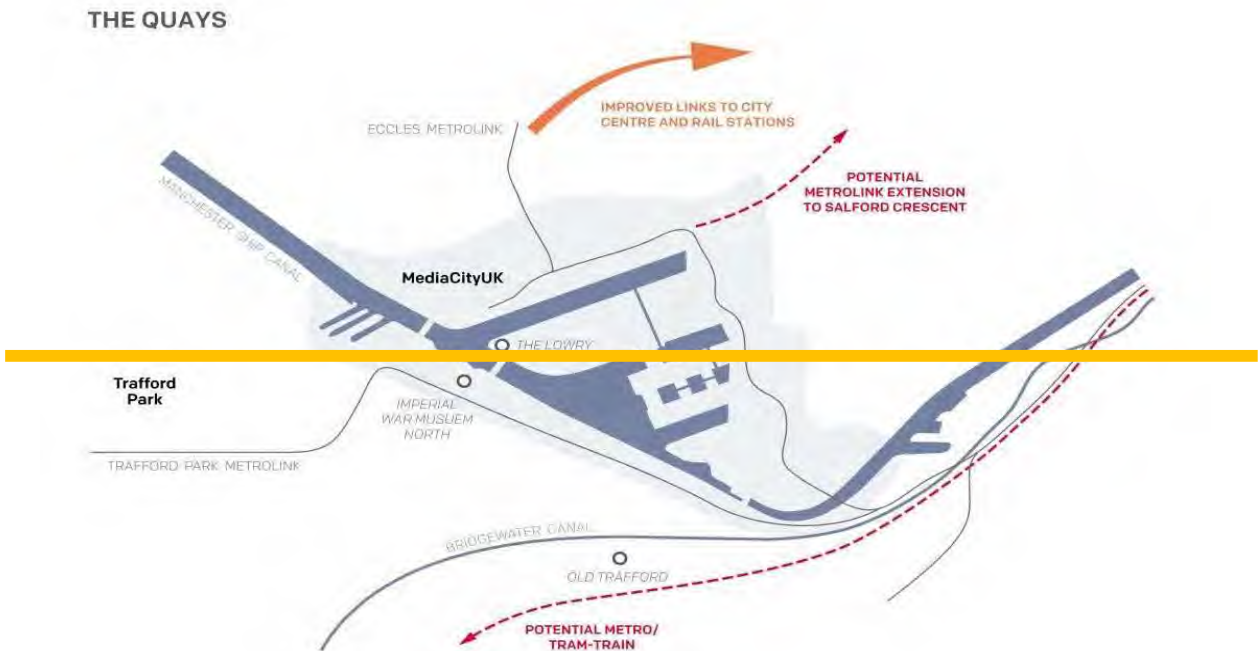 THE QUAYS
IMPROVED LINKS TO CITY
CENTRE AND RAIL STATIONS
ECCLES METROLINK
POTENTIAL
METROLINK EXTENSION
TO SALFORD CRESCENT
MANCHESTER SHIP CANAL
MediaCityUK
THE LOWRY
Trafford
Park
IMPERIAL
WAR MUSUEM
NORTH
TRAFFORD PARK METROLINK
BRIDGEWATER CANAL
OLD TRAFFORD
POTENTIAL METRO/
TRAM-TRAIN